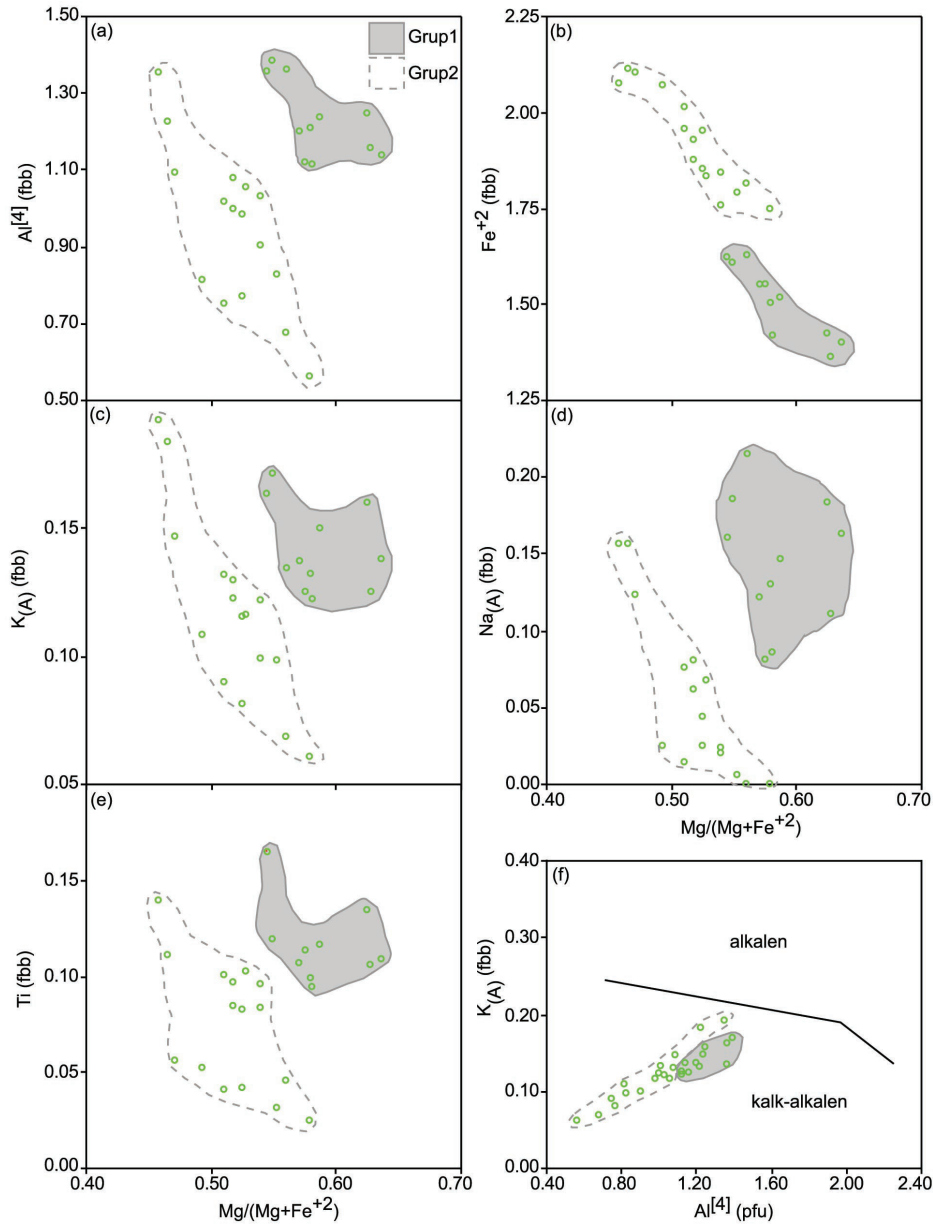 (a)
Grup1
Grup2
1.50
1.30
1.10
0.90
0.70
0.50
Al[4] (fbb)
(b)
2.25
2.00
1.75
1.50
1.25
Fe+2 (fbb)
(c)
0.15
0.10
0.05
K(A) (fbb)
(d)
0.20
0.15
0.10
0.05
0.00
Na(A) (fbb)
0.40 0.50 0.60 0.70
Mg/(Mg+Fe+2)
(e)
0.15
0.10
0.05
0.00
Ti (fbb)
0.40 0.50 0.60 0.70
Mg/(Mg+Fe+2)
(f)
0.40
0.30
0.20
0.10
0.00
K(A) (fbb)
alkalen
kalk-alkalen
0.40 0.80 1.20 1.60 2.00 2.40
Al[4] (pfu)